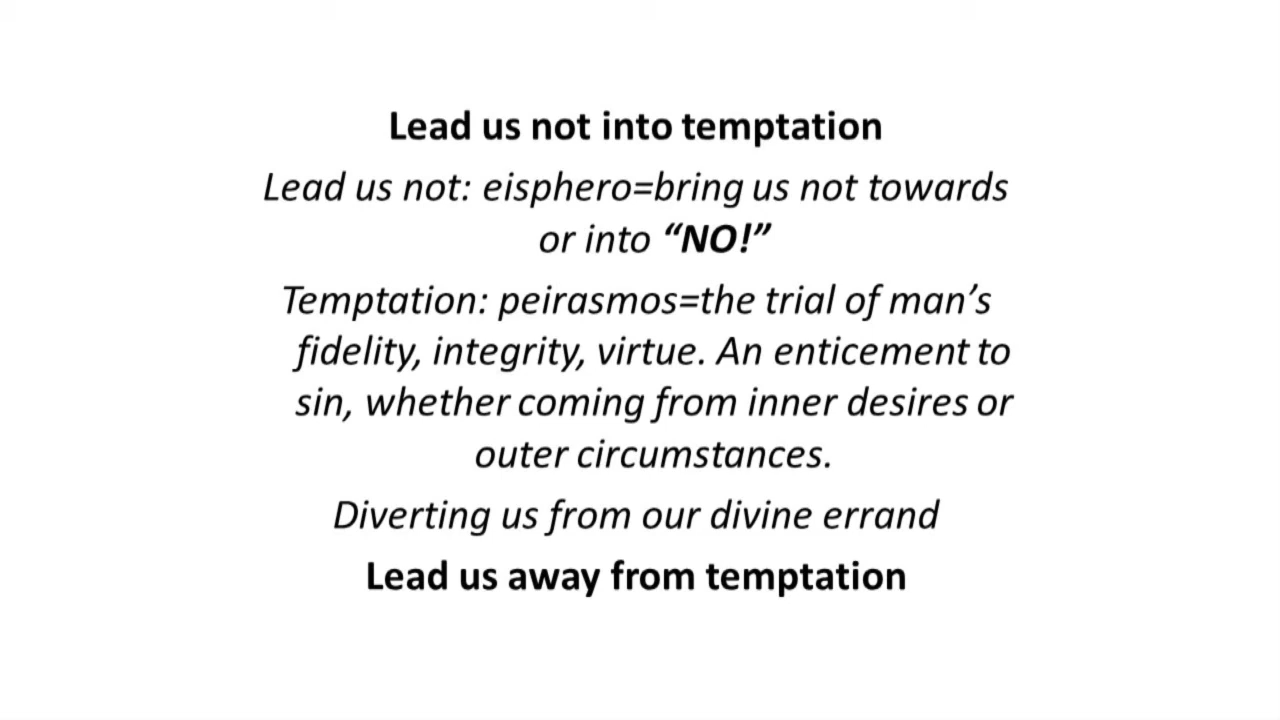 Lead us not into temptation
Lead us not: eisphero=bring us not towards
or into “NO!”
Temptation: peirasmos=the trial of man’s
fidelity, integrity, virtue. An enticement to
sin, whether coming from inner desires or
outer circumstances.
Diverting us from our divine errand
Lead us away from temptation